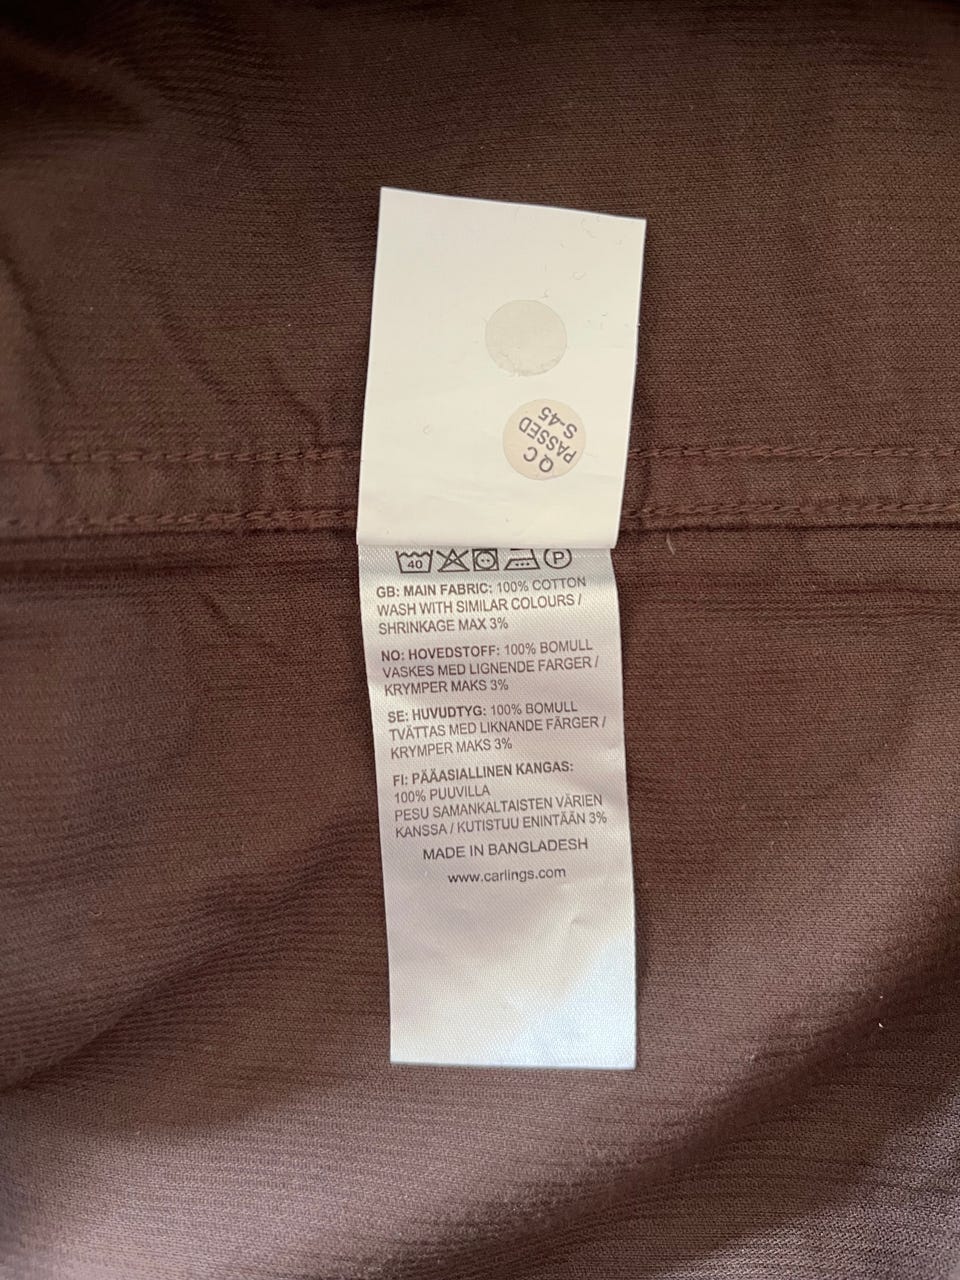 Q C
PASSED
S-45
40 P
GB: MAIN FABRIC: 100% COTTON
WASH WITH SIMILAR COLOURS /
SHRINKAGE MAX 3%
NO: HOVEDSTOFF: 100% BOMULL
VASKES MED LIGNENDE FARGER /
KRYMPER MAKS 3%
SE: HUVUDTYG: 100% BOMULL
TVÄTTAS MED LIKNANDE FÄRGER /
KRYMPER MAKS 3%
FI: PÄÄASIALLINEN KANGAS:
100% PUUVILLA
PESU SAMANKALTAISTEN VÄRIEN
KANSSA / KUTISTUU ENINTÄÄN 3%
MADE IN BANGLADESH
www.carlings.com